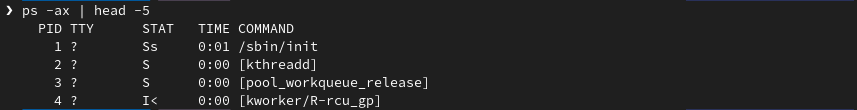 ❯ ps -ax | head -5
    PID TTY      STAT   TIME COMMAND
      1 ?        Ss     0:01 /sbin/init
      2 ?        S      0:00 [kthreadd]
      3 ?        S      0:00 [pool_workqueue_release]
      4 ?        I<     0:00 [kworker/R-rcu_gp]